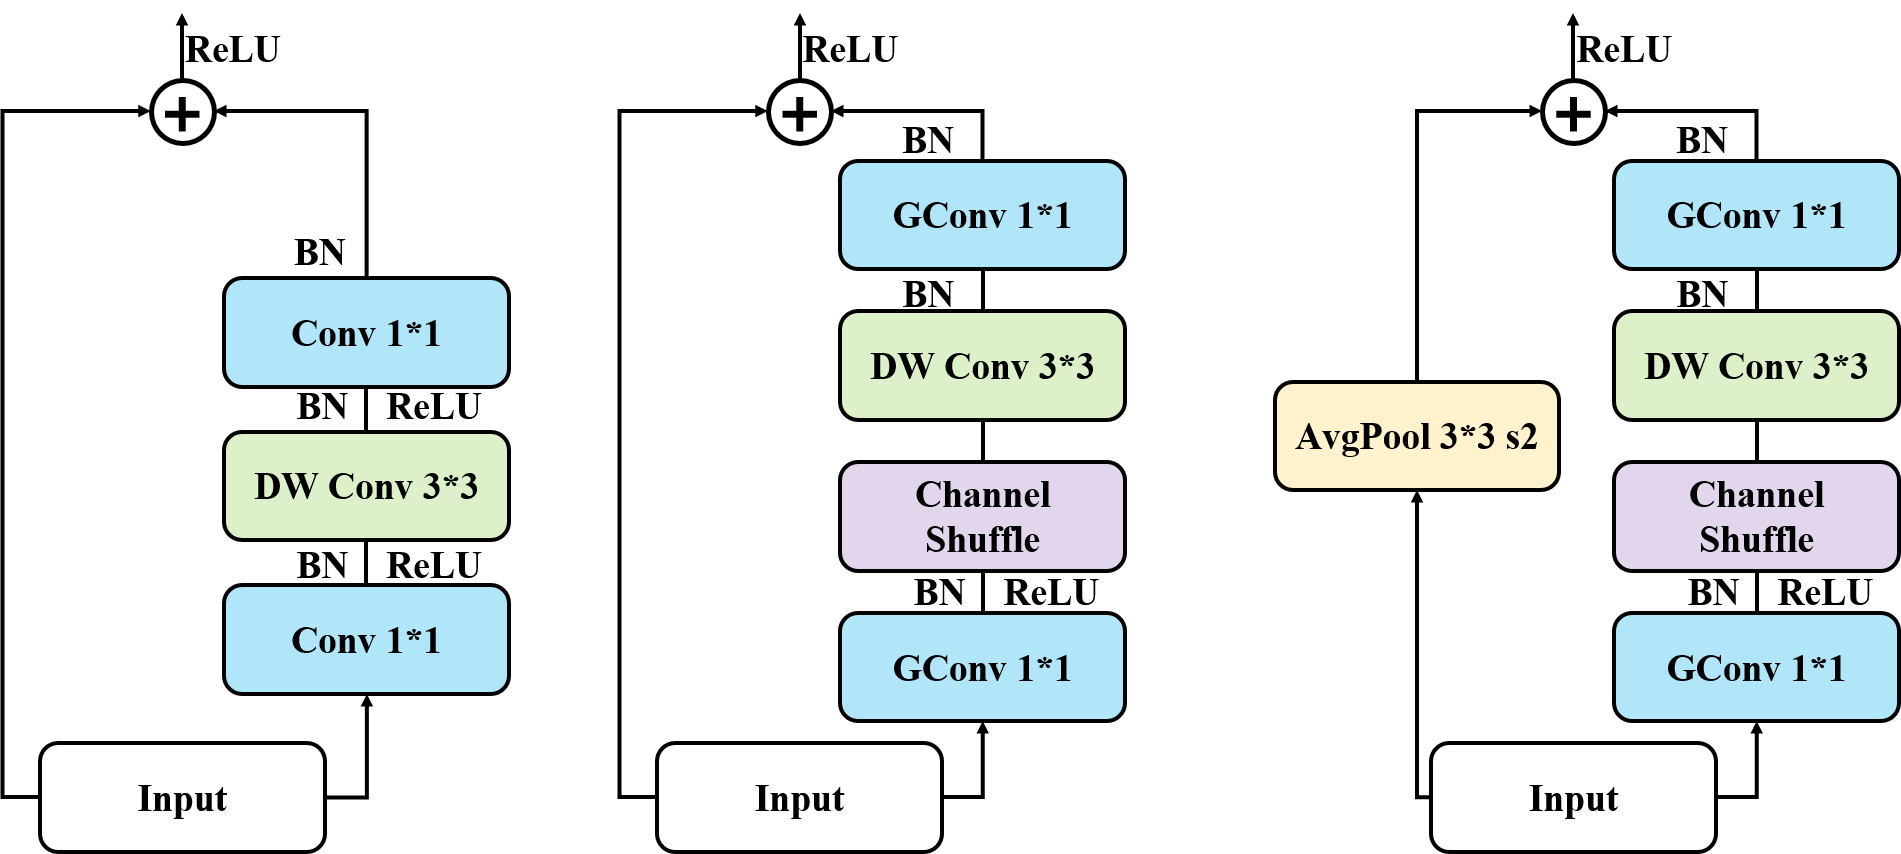 ReLU
BN
Conv 1*1
BN ReLU
DW Conv 3*3
BN ReLU
Conv 1*1
Input
ReLU
BN
GConv 1*1
BN
DW Conv 3*3
Channel
Shuffle
BN ReLU
GConv 1*1
Input
ReLU
BN
GConv 1*1
BN
DW Conv 3*3
AvgPool 3*3 s2
Channel
Shuffle
BN ReLU
GConv 1*1
Input